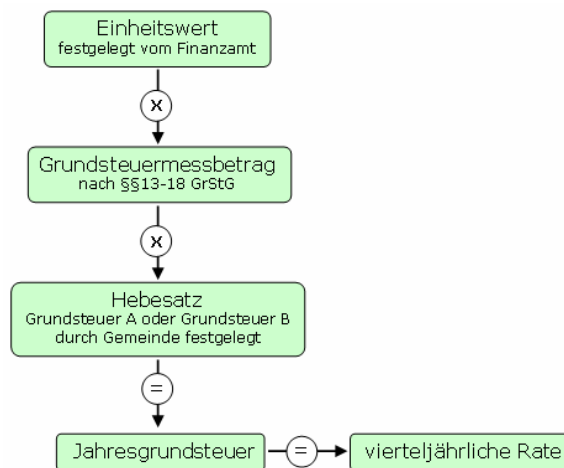 Einheitswert
festgelegt vom Finanzamt
x
Grundsteuermessbetrag
nach §§13-18 GrStG
x
Hebesatz
Grundsteuer A oder Grundsteuer B
durch Gemeinde festgelegt
=
Jahresgrundsteuer = vierteljährliche Rate